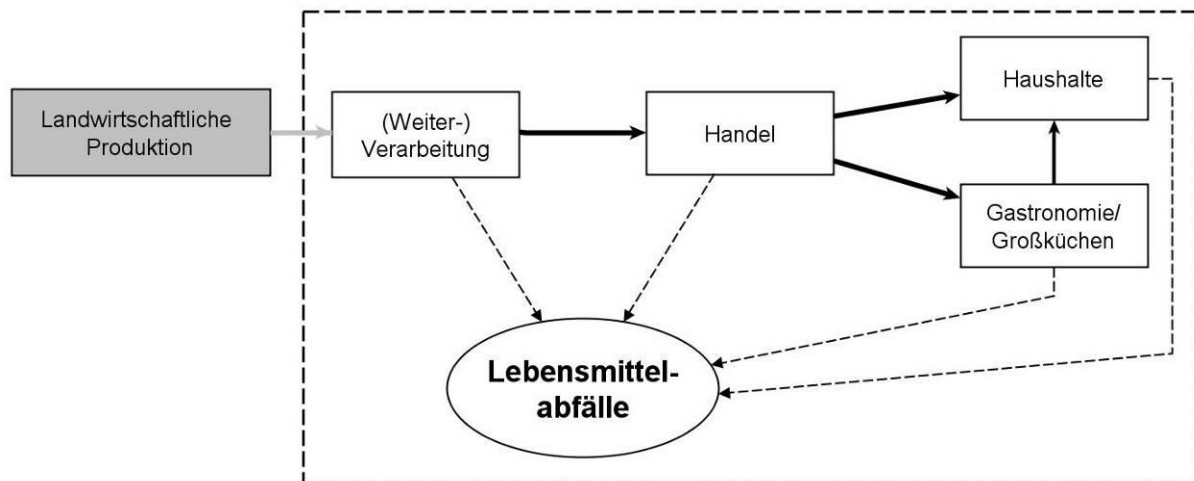 Landwirtschaftliche
Produktion
(Weiter-)
Verarbeitung
Handel
Haushalte
Gastronomie/
Großküchen
Lebensmittel-
abfälle